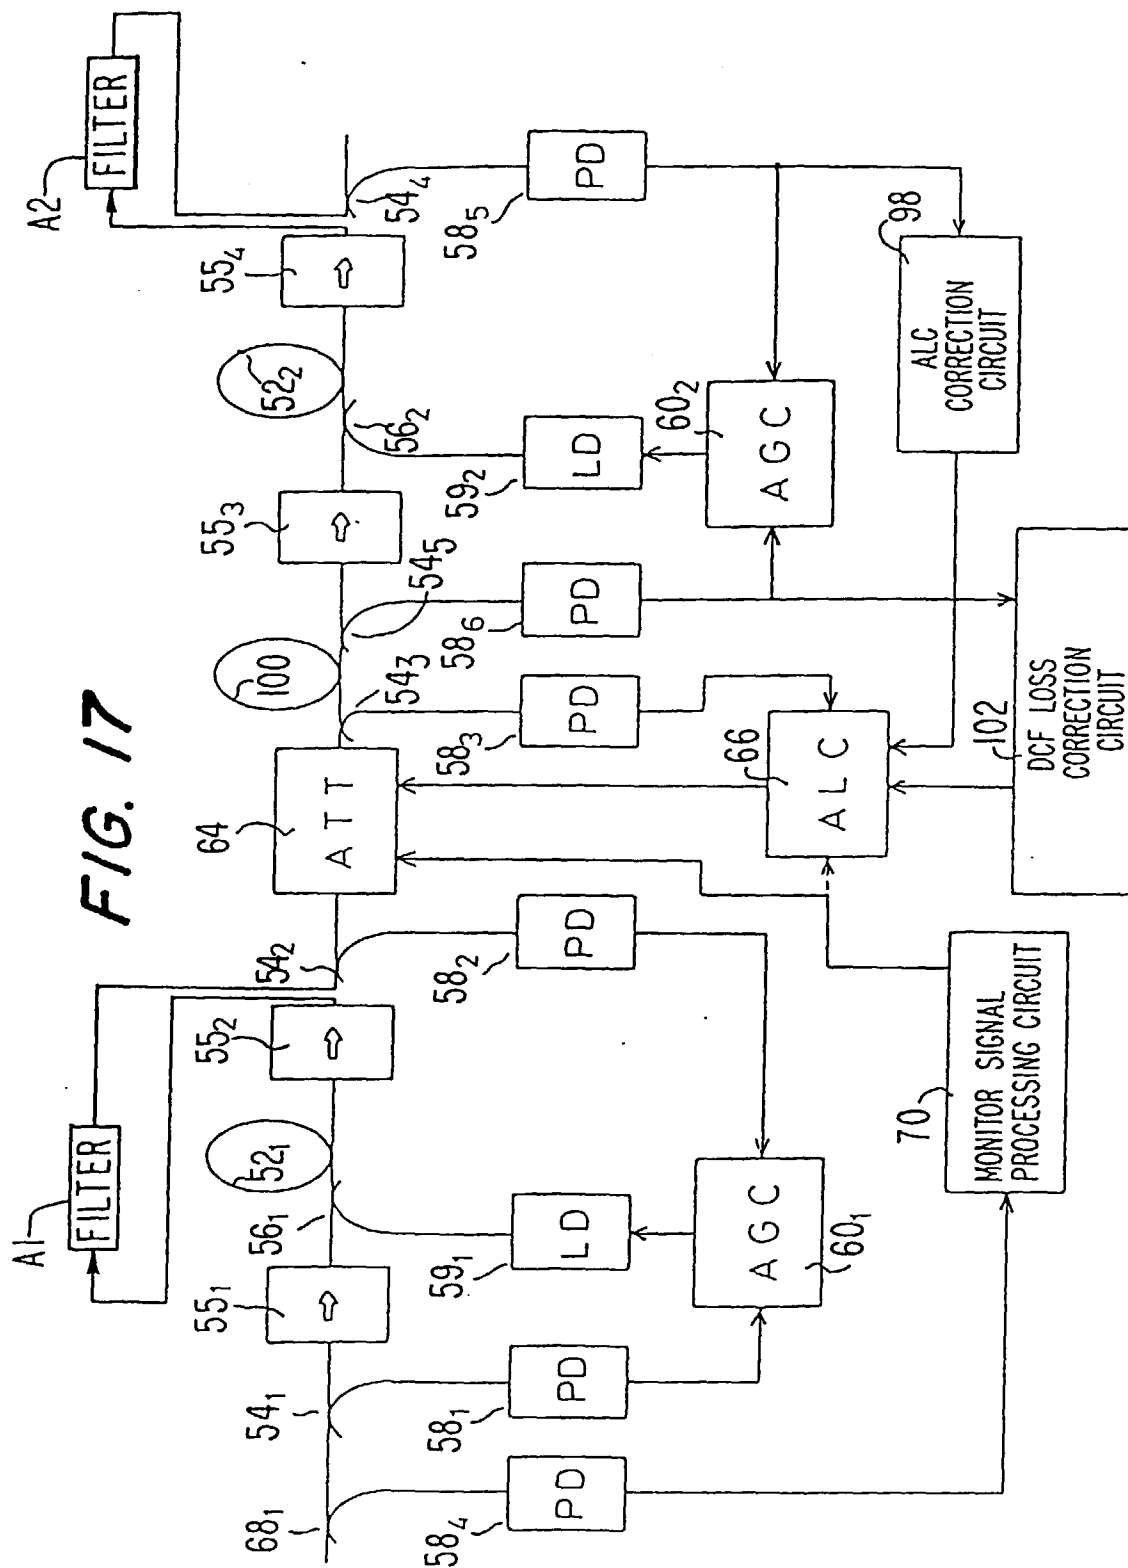 FIG. 17
A1
FILTER
A2
FILTER
68₁
54₁
55₁
56₁
52₁
55₂
54₂
64
ATT
54₃
100
54₅
55₃
56₂
52₂
55₄
54₄
58₄
PD
58₁
PD
59₁
LD
58₂
PD
58₃
PD
58₆
PD
59₂
LD
58₅
PD
AGC
60₁
66
ALC
60₂
AGC
98
ALC
CORRECTION
CIRCUIT
70
MONITOR SIGNAL
PROCESSING CIRCUIT
102
DCF LOSS
CORRECTION
CIRCUIT